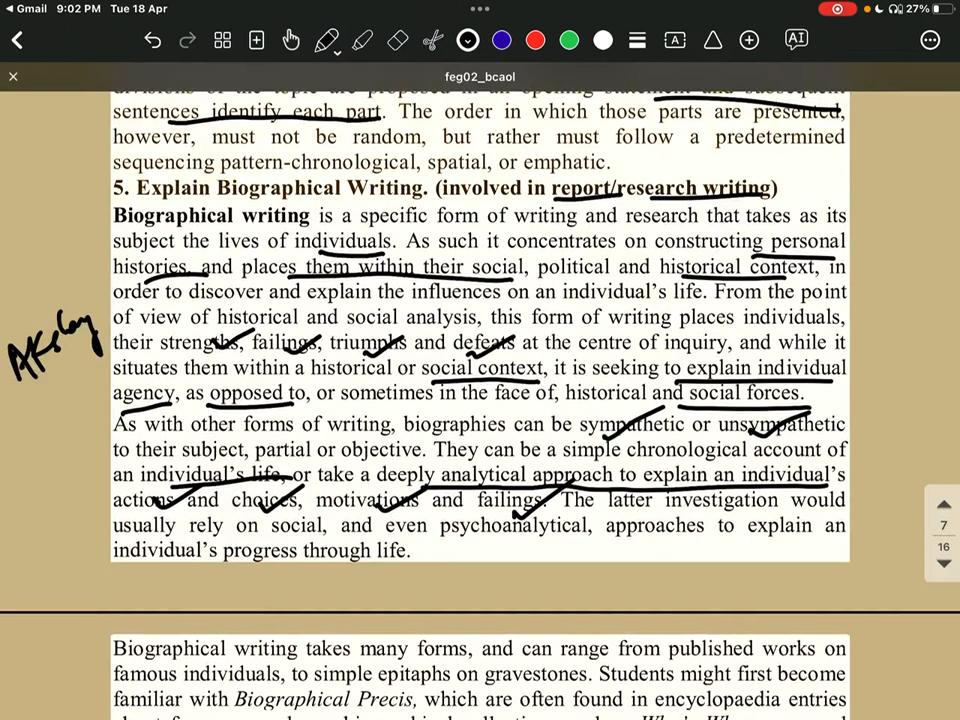 Gmail 9:02 PM Tue 18 Apr 27%
AI
feg02_bcaol
sentences identify each part. The order in which those parts are presented,
however, must not be random, but rather must follow a predetermined
sequencing pattern-chronological, spatial, or emphatic.
5. Explain Biographical Writing. (involved in report/research writing)
Biographical writing is a specific form of writing and research that takes as its
subject the lives of individuals. As such it concentrates on constructing personal
histories, and places them within their social, political and historical context, in
order to discover and explain the influences on an individual's life. From the point
of view of historical and social analysis, this form of writing places individuals,
their strengths, failings, triumphs and defeats at the centre of inquiry, and while it
situates them within a historical or social context, it is seeking to explain individual
agency, as opposed to, or sometimes in the face of, historical and social forces.
As with other forms of writing, biographies can be sympathetic or unsympathetic
to their subject, partial or objective. They can be a simple chronological account of
an individual's life, or take a deeply analytical approach to explain an individual's
actions and choices, motivations and failings. The latter investigation would
usually rely on social, and even psychoanalytical, approaches to explain an
individual's progress through life.
7
16
Biographical writing takes many forms, and can range from published works on
famous individuals, to simple epitaphs on gravestones. Students might first become
familiar with Biographical Precis, which are often found in encyclopaedia entries